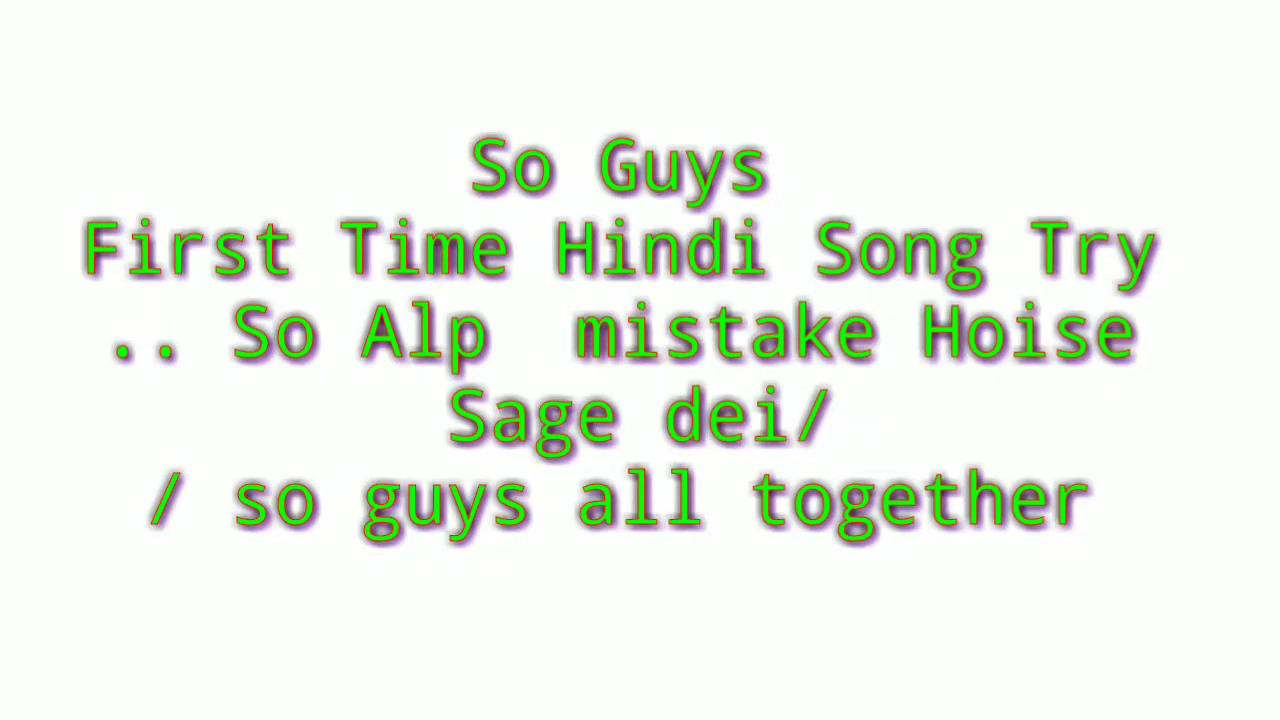 So Guys
First Time Hindi Song Try
.. So Alp  mistake Hoise
Sage dei/
/ so guys all together